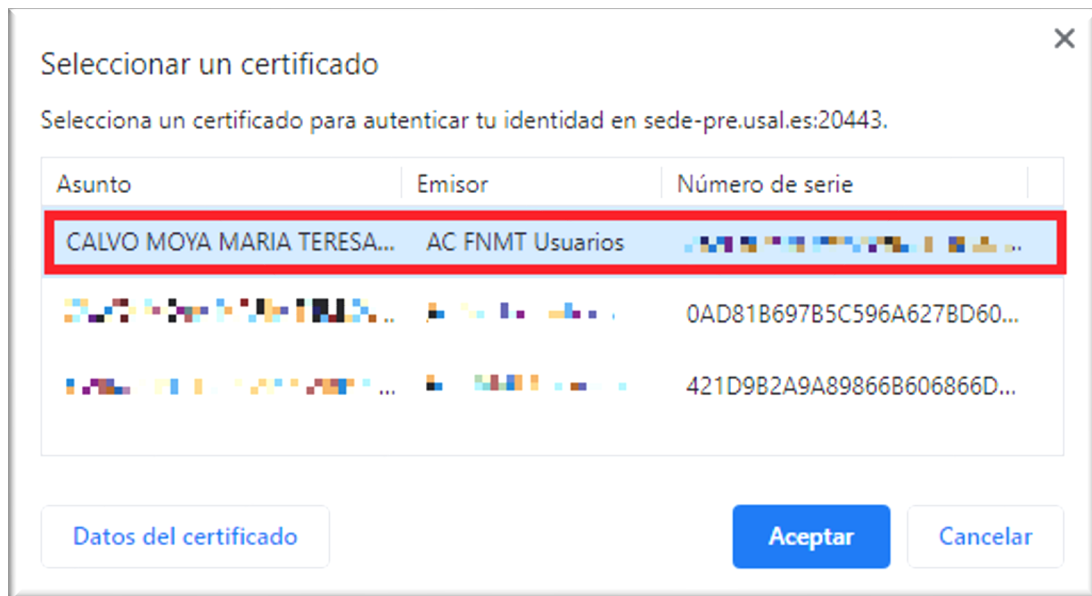 Seleccionar un certificado
Selecciona un certificado para autenticar tu identidad en sede-pre.usal.es:20443.
Asunto Emisor Número de serie
CALVO MOYA MARIA TERESA... AC FNMT Usuarios ...
... 0AD81B697B5C596A627BD60...
... 421D9B2A9A89866B606866D...
Datos del certificado Aceptar Cancelar